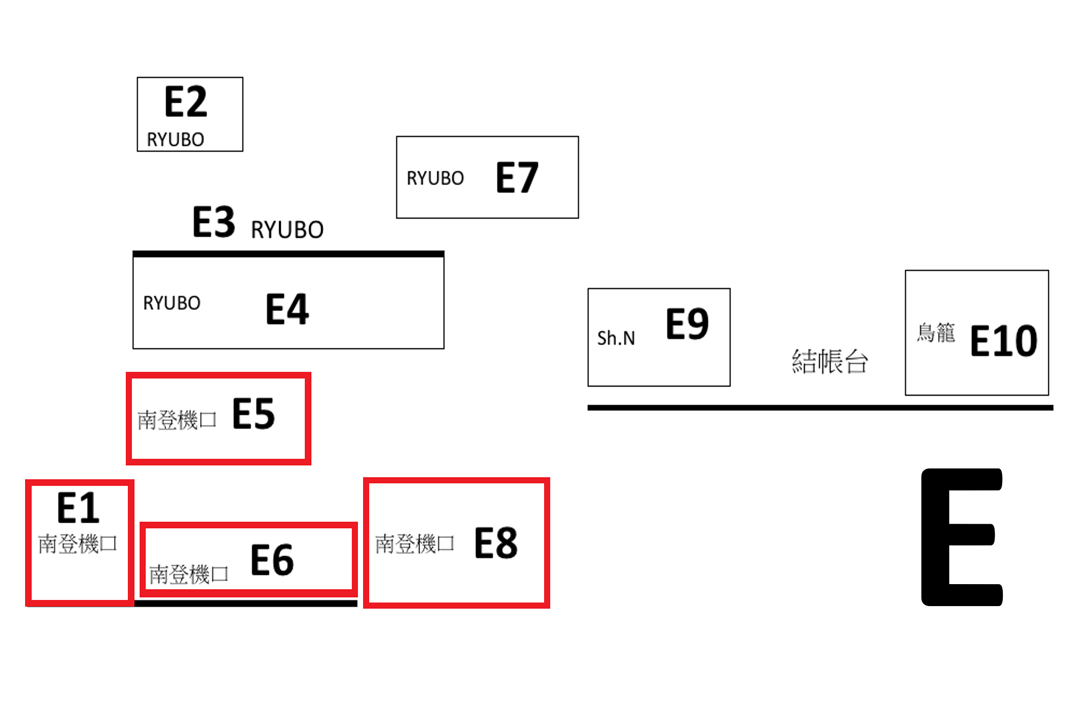 E2
RYUBO
RYUBO E7
E3 RYUBO
RYUBO E4
Sh.N E9
結帳台
鳥籠 E10
南登機口 E5
E1
南登機口
南登機口 E6
南登機口 E8
E